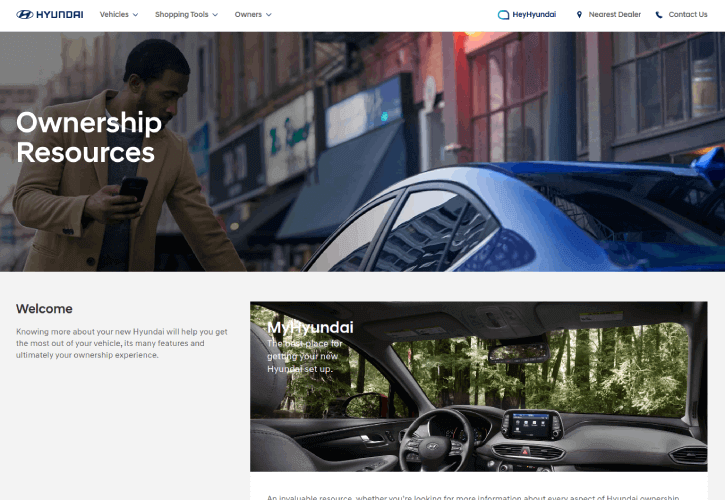 HYUNDAI
Vehicles
Shopping Tools
Owners
HeyHyundai
Nearest Dealer
Contact Us
Ownership
Resources
Welcome
Knowing more about your new Hyundai will help you get
the most out of your vehicle, its many features and
ultimately your ownership experience.
MyHyundai
The best place for
getting your new
Hyundai set up.
An invaluable resource, whether you're looking for more information about every aspect of Hyundai ownership